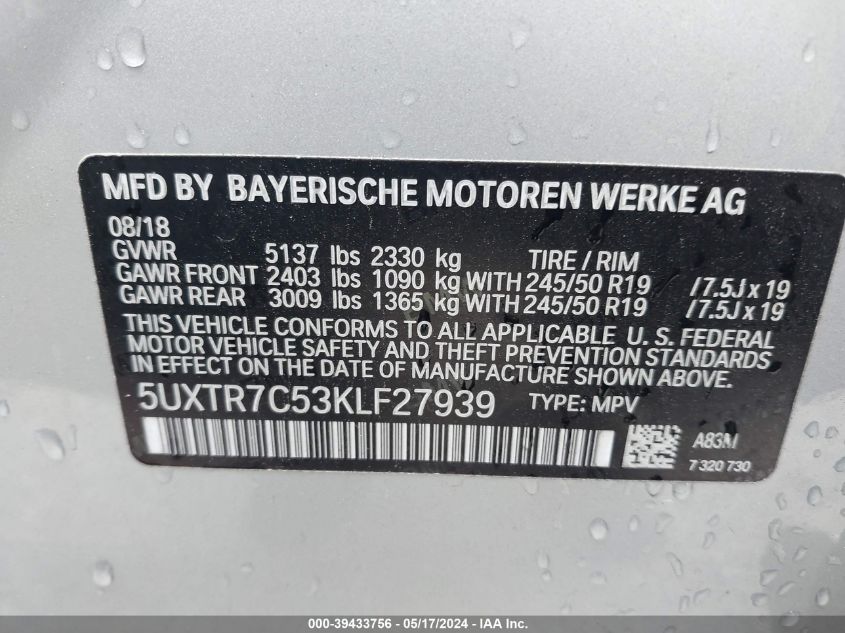 MFD BY BAYERISCHE MOTOREN WERKE AG
08/18
GVWR 5137 lbs 2330 kg TIRE / RIM
GAWR FRONT 2403 lbs 1090 kg WITH 245/50 R19 /7.5J x 19
GAWR REAR 3009 lbs 1365 kg WITH 245/50 R19 /7.5J x 19
THIS VEHICLE CONFORMS TO ALL APPLICABLE U. S. FEDERAL
MOTOR VEHICLE SAFETY AND THEFT PREVENTION STANDARDS
IN EFFECT ON THE DATE OF MANUFACTURE SHOWN ABOVE.
5UXTR7C53KLF27939 TYPE: MPV
A83M
7 320 730
000-39433756 - 05/17/2024 - IMAGE COPYRIGHT IAA, LLC.